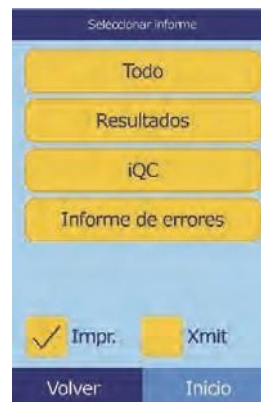 Seleccionar informe
Todo
Resultados
iQC
Informe de errores
Impr. Xmit
Volver Inicio